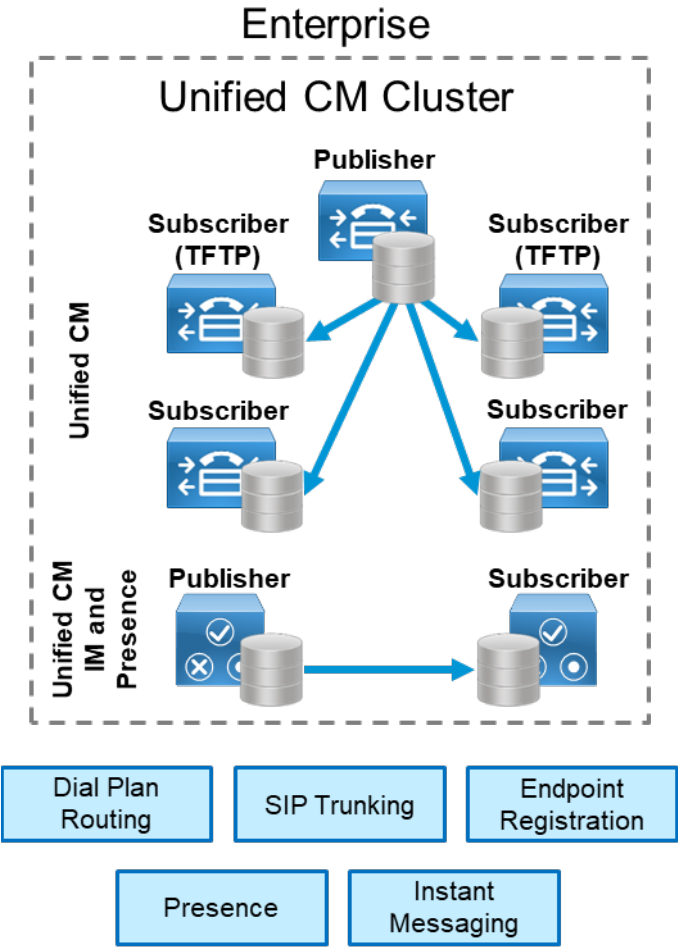 Enterprise
Unified CM Cluster
Publisher
Subscriber
(TFTP)
Subscriber
(TFTP)
Unified CM
Subscriber
Subscriber
Unified CM
IM and
Presence
Publisher
Subscriber
Dial Plan
Routing
SIP Trunking
Endpoint
Registration
Presence
Instant
Messaging